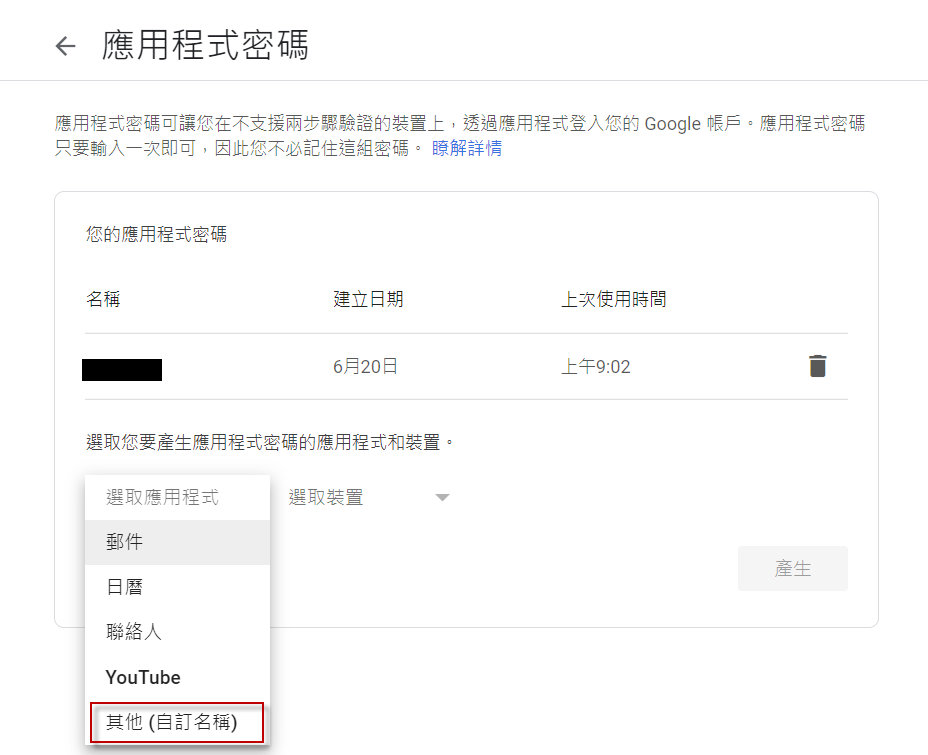 應用程式密碼
應用程式密碼可讓您在不支援兩步驟驗證的裝置上，透過應用程式登入您的 Google 帳戶。應用程式密碼
只要輸入一次即可，因此您不必記住這組密碼。 瞭解詳情
您的應用程式密碼
名稱 建立日期 上次使用時間
6月20日 上午9:02
選取您要產生應用程式密碼的應用程式和裝置。
選取應用程式 選取裝置
郵件
產生
日曆
聯絡人
YouTube
其他 (自訂名稱)